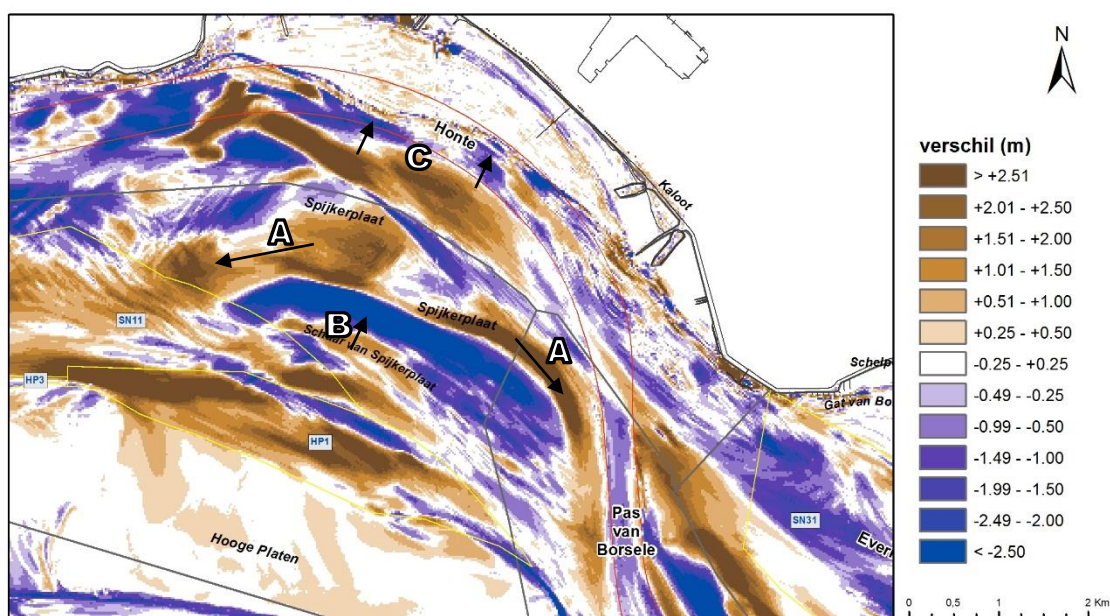 Honte
C
Kaloot
Spijkerplaat
A
SN11
B
Spijkerplaat
Schaar van Spijkerplaat
A
HP3
HP1
Schelp
Gat van Bo
Pas
van
Borsele
SN31
Everi
Hooge Platen
N
verschil (m)
> +2.51
+2.01 - +2.50
+1.51 - +2.00
+1.01 - +1.50
+0.51 - +1.00
+0.25 - +0.50
-0.25 - +0.25
-0.49 - -0.25
-0.99 - -0.50
-1.49 - -1.00
-1.99 - -1.50
-2.49 - -2.00
< -2.50
0 0,5 1 2 Km